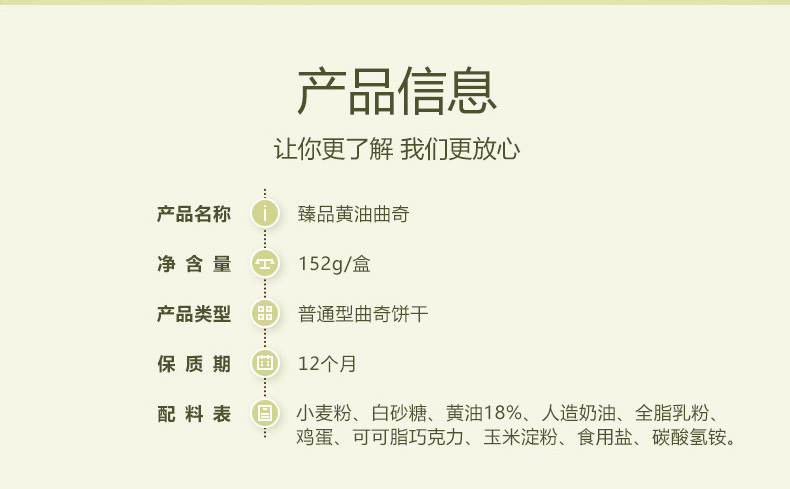 产品信息
让你更了解 我们更放心
产品名称 臻品黄油曲奇
净含量 152g/盒
产品类型 普通型曲奇饼干
保质期 12个月
配料表 小麦粉、白砂糖、黄油18%、人造奶油、全脂乳粉、
鸡蛋、可可脂巧克力、玉米淀粉、食用盐、碳酸氢铵。